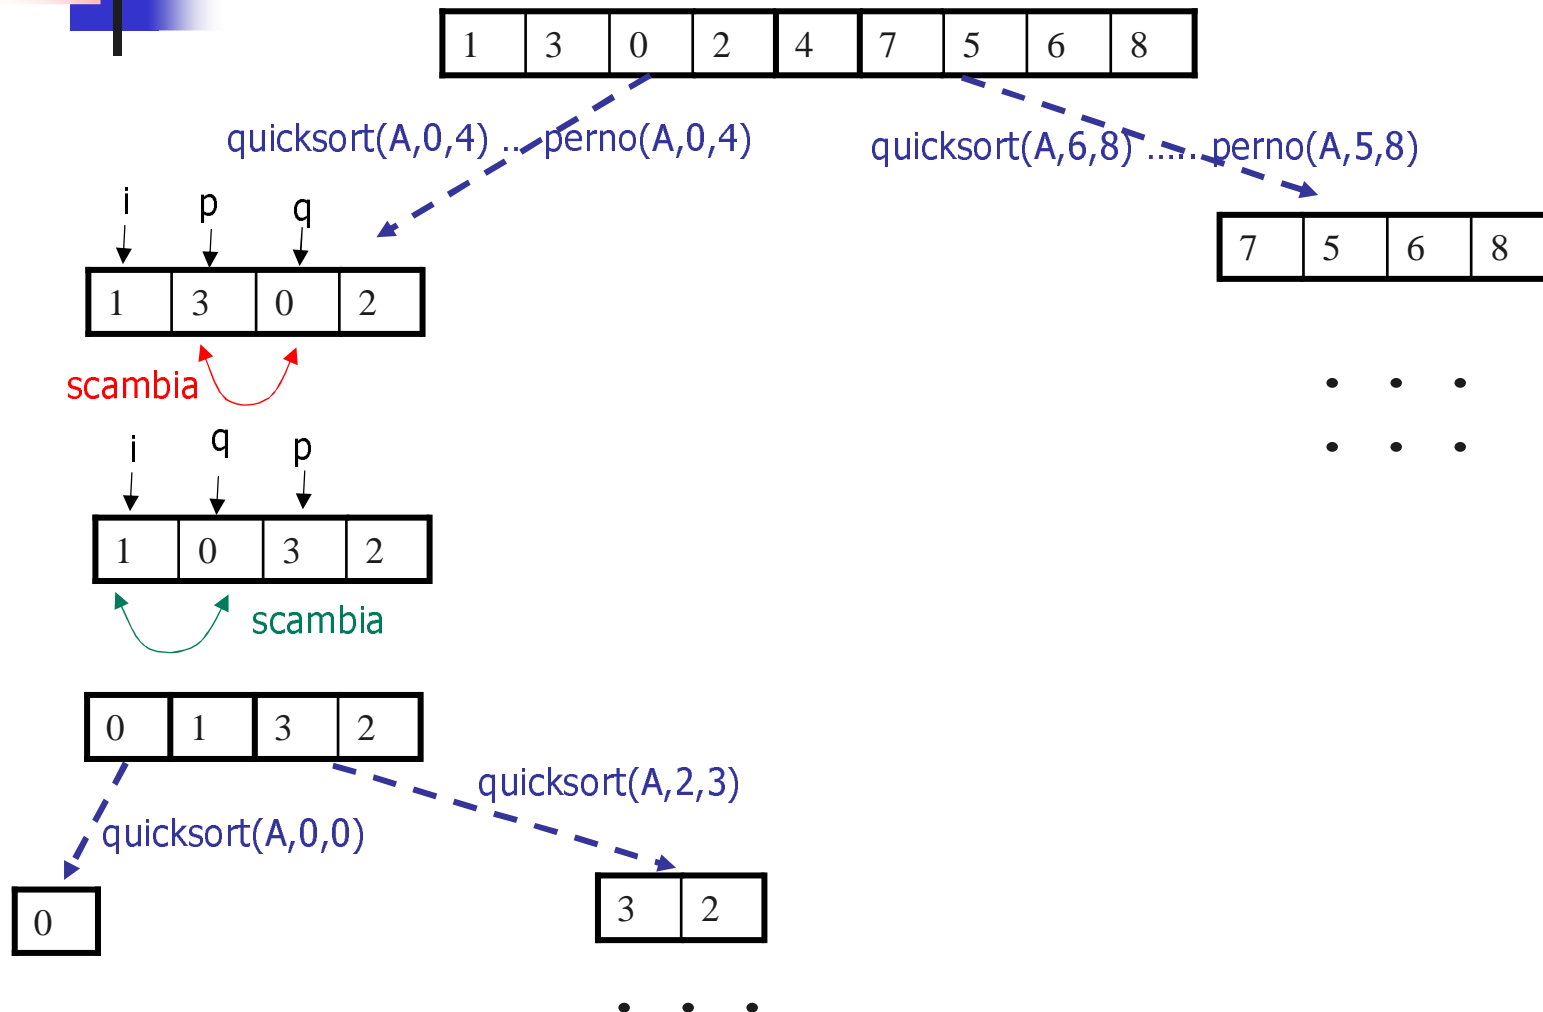 1 3 0 2 4 7 5 6 8
quicksort(A,0,4) ... perno(A,0,4)
quicksort(A,6,8) ...... perno(A,5,8)
i p q
1 3 0 2
7 5 6 8
scambia
. . .
. . .
i q p
1 0 3 2
scambia
0 1 3 2
quicksort(A,2,3)
quicksort(A,0,0)
0
3 2
. . .